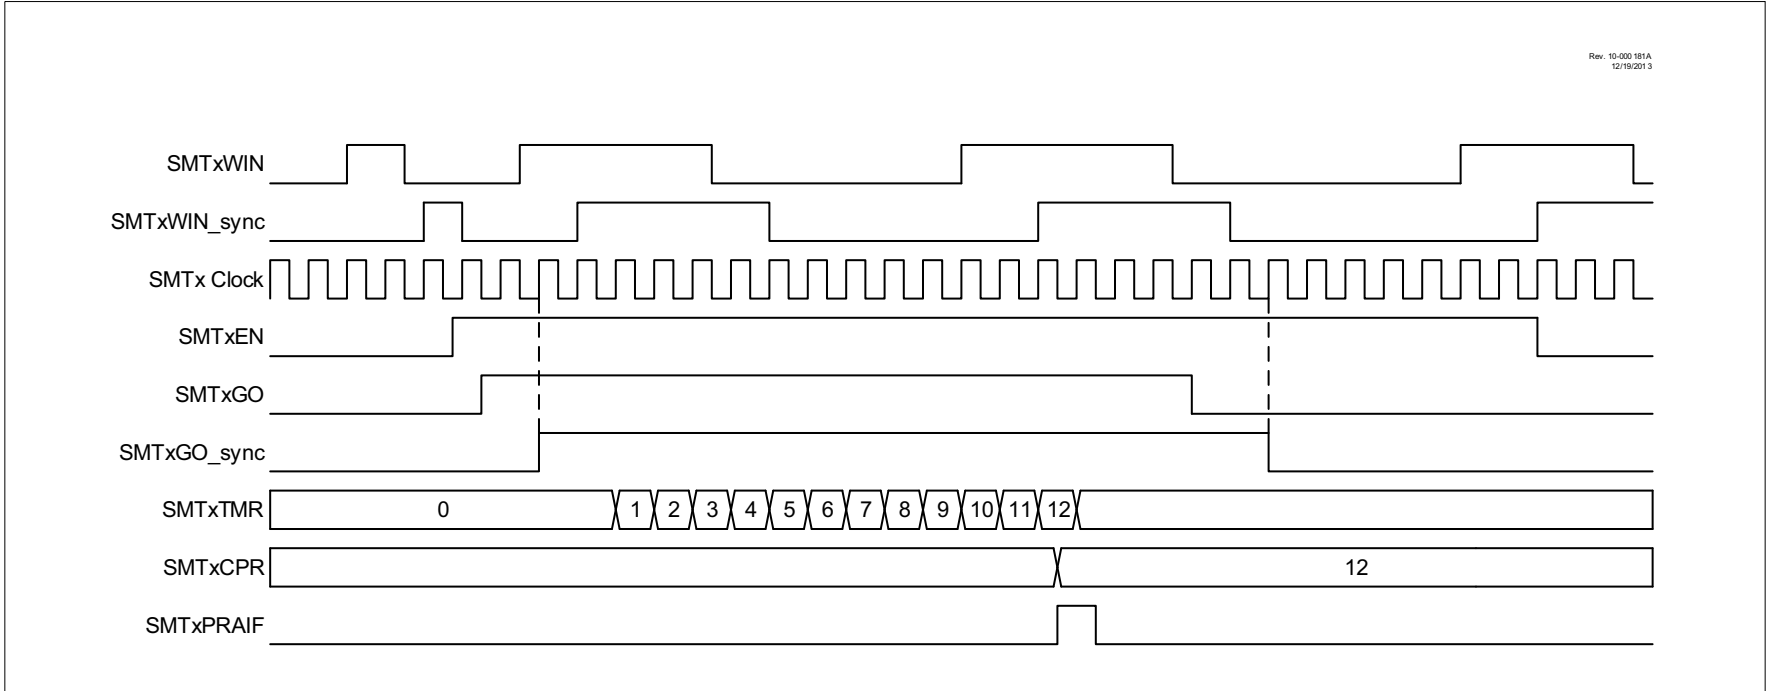 Rev. 10-000 181A
12/19/201 3
SMTxWIN
SMTxWIN_sync
SMTx Clock
SMTxEN
SMTxGO
SMTxGO_sync
SMTxTMR 0 1 2 3 4 5 6 7 8 9 10 11 12
SMTxCPR 12
SMTxPRAIF